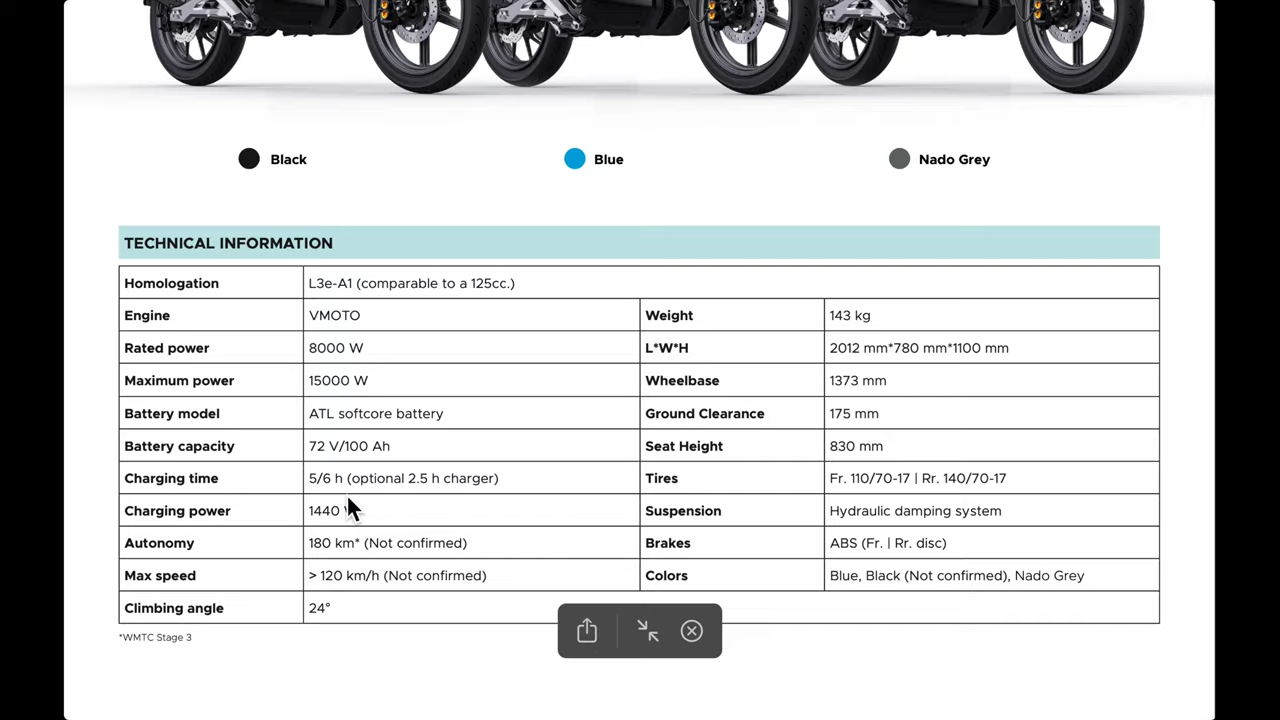 Black
Blue
Nado Grey
TECHNICAL INFORMATION
Homologation L3e-A1 (comparable to a 125cc.)
Engine VMOTO Weight 143 kg
Rated power 8000 W L*W*H 2012 mm*780 mm*1100 mm
Maximum power 15000 W Wheelbase 1373 mm
Battery model ATL softcore battery Ground Clearance 175 mm
Battery capacity 72 V/100 Ah Seat Height 830 mm
Charging time 5/6 h (optional 2.5 h charger) Tires Fr. 110/70-17 | Rr. 140/70-17
Charging power 1440 Suspension Hydraulic damping system
Autonomy 180 km* (Not confirmed) Brakes ABS (Fr. | Rr. disc)
Max speed > 120 km/h (Not confirmed) Colors Blue, Black (Not confirmed), Nado Grey
Climbing angle 24°
*WMTC Stage 3